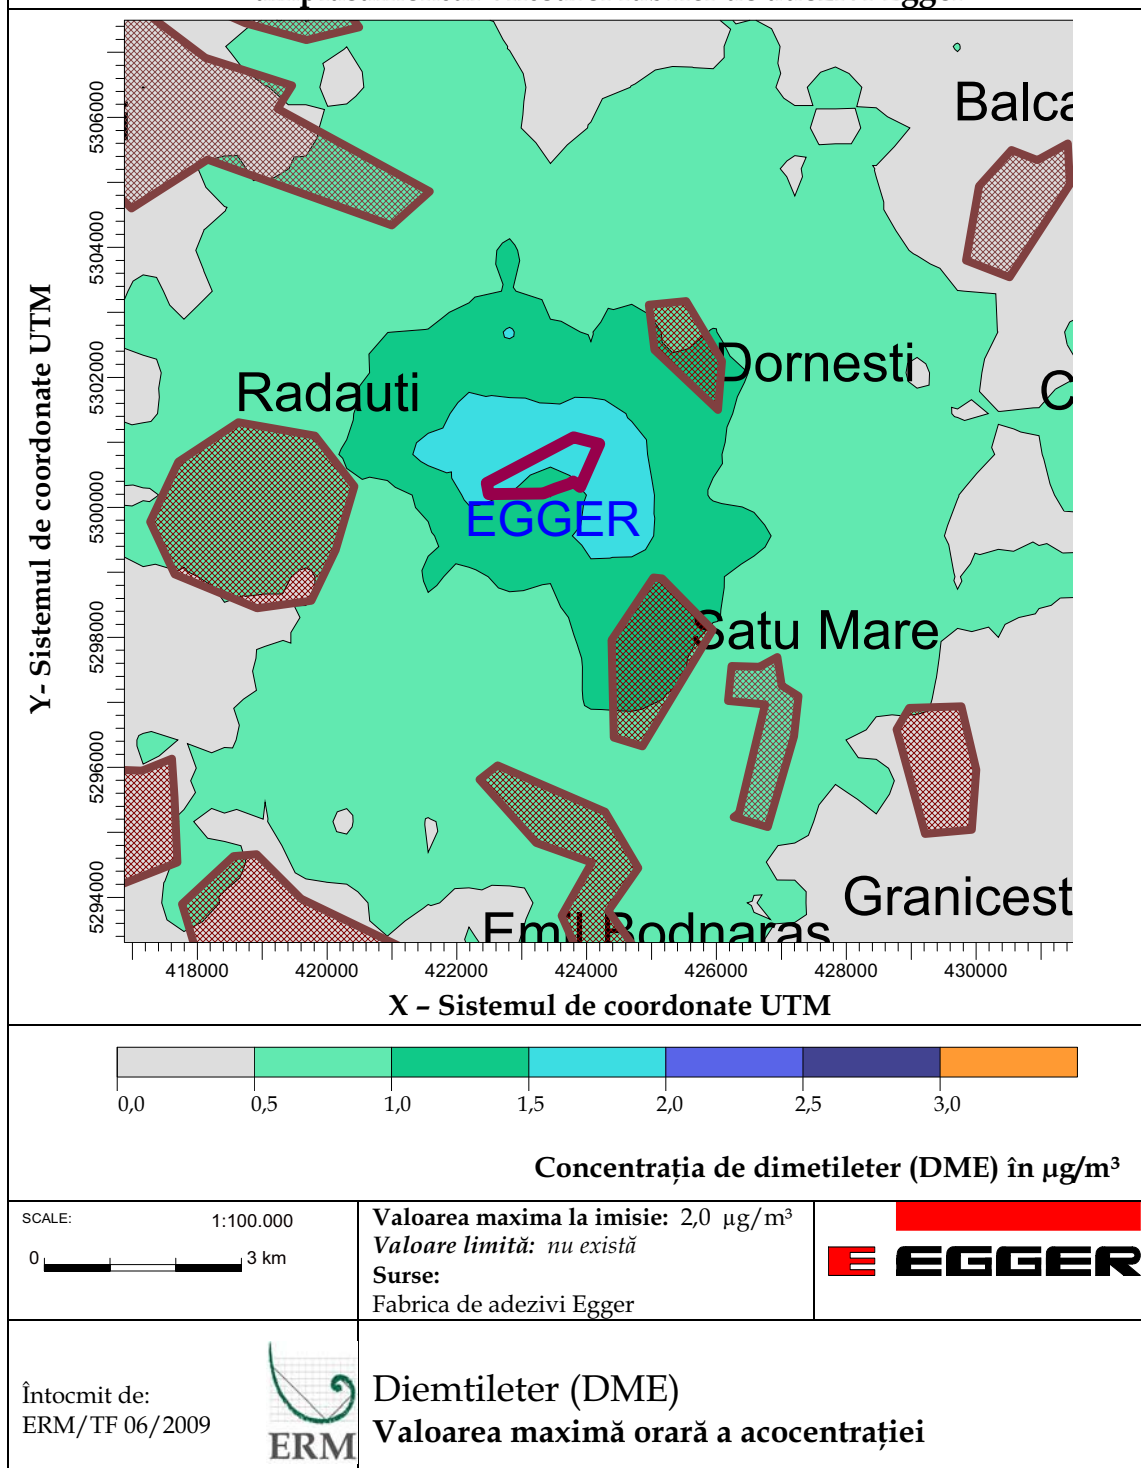 Y- Sistemul de coordonate UTM
5306000
5304000
5302000
5300000
5298000
5296000
5294000
Balca
Dornesti
Radauti
C
EGGER
Satu Mare
Granicest
Emil Bodnaras
418000 420000 422000 424000 426000 428000 430000
X – Sistemul de coordonate UTM
0,0 0,5 1,0 1,5 2,0 2,5 3,0
Concentrația de dimetileter (DME) în µg/m³
SCALE: 1:100.000
0 3 km
Valoarea maxima la imisie: 2,0 µg/m³
Valoare limită: nu există
Surse:
Fabrica de adezivi Egger
E EGGER
Întocmit de:
ERM/TF 06/2009
ERM
Diemtileter (DME)
Valoarea maximă orară a acocentrației